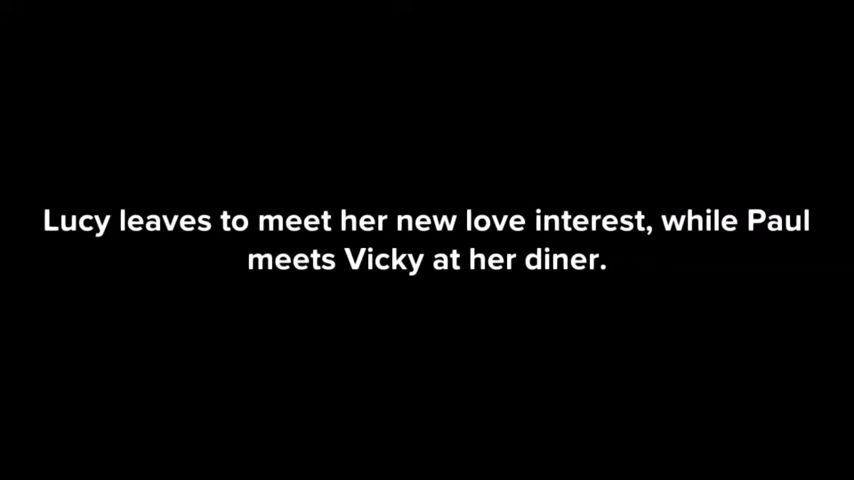 Lucy leaves to meet her new love interest, while Paul
meets Vicky at her diner.